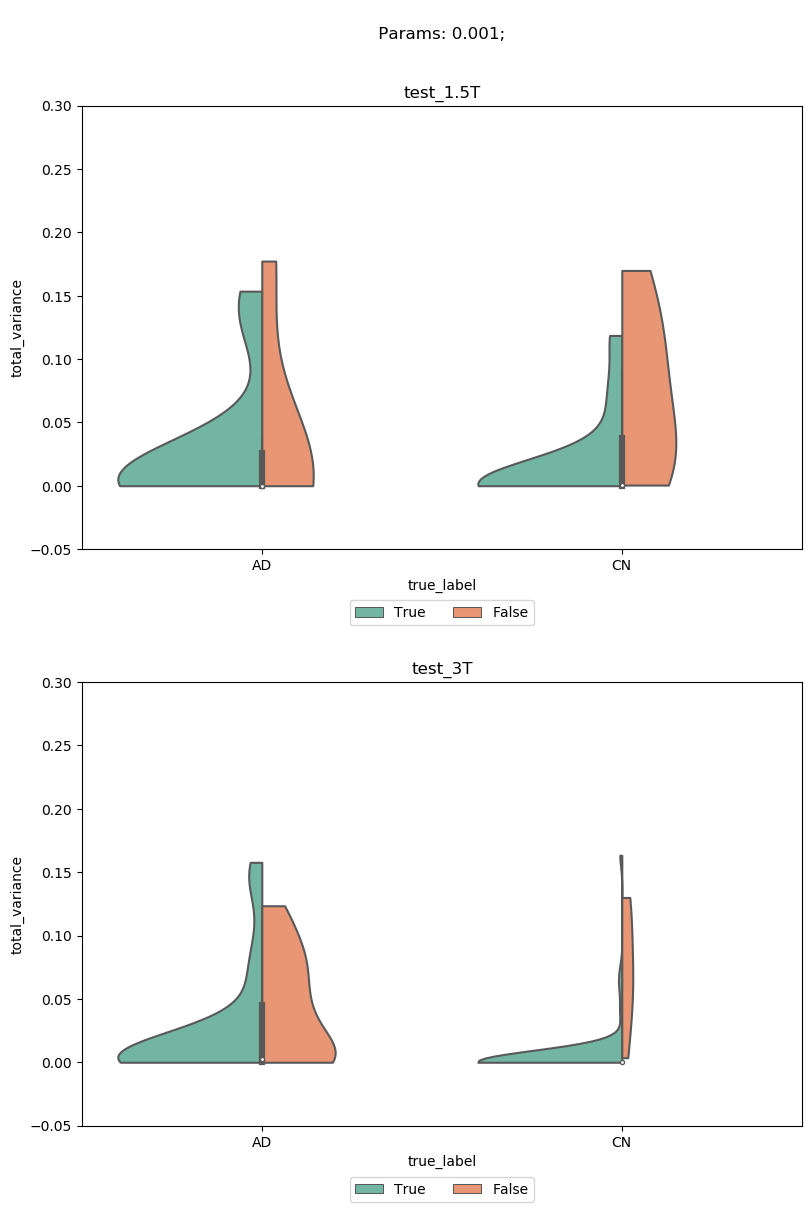 Params: 0.001;
test_1.5T
0.30
0.25
0.20
0.15
0.10
0.05
0.00
−0.05
total_variance
AD CN
true_label
True False
test_3T
0.30
0.25
0.20
0.15
0.10
0.05
0.00
−0.05
total_variance
AD CN
true_label
True False